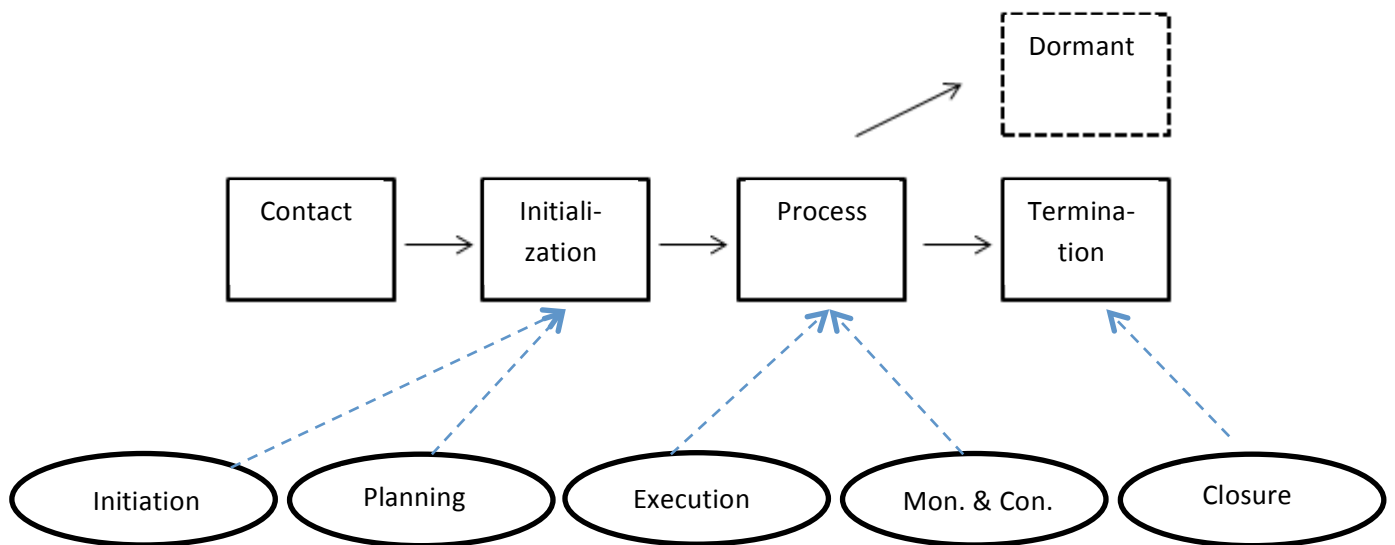 Dormant
Contact
Initiali-
zation
Process
Termina-
tion
Initiation
Planning
Execution
Mon. & Con.
Closure